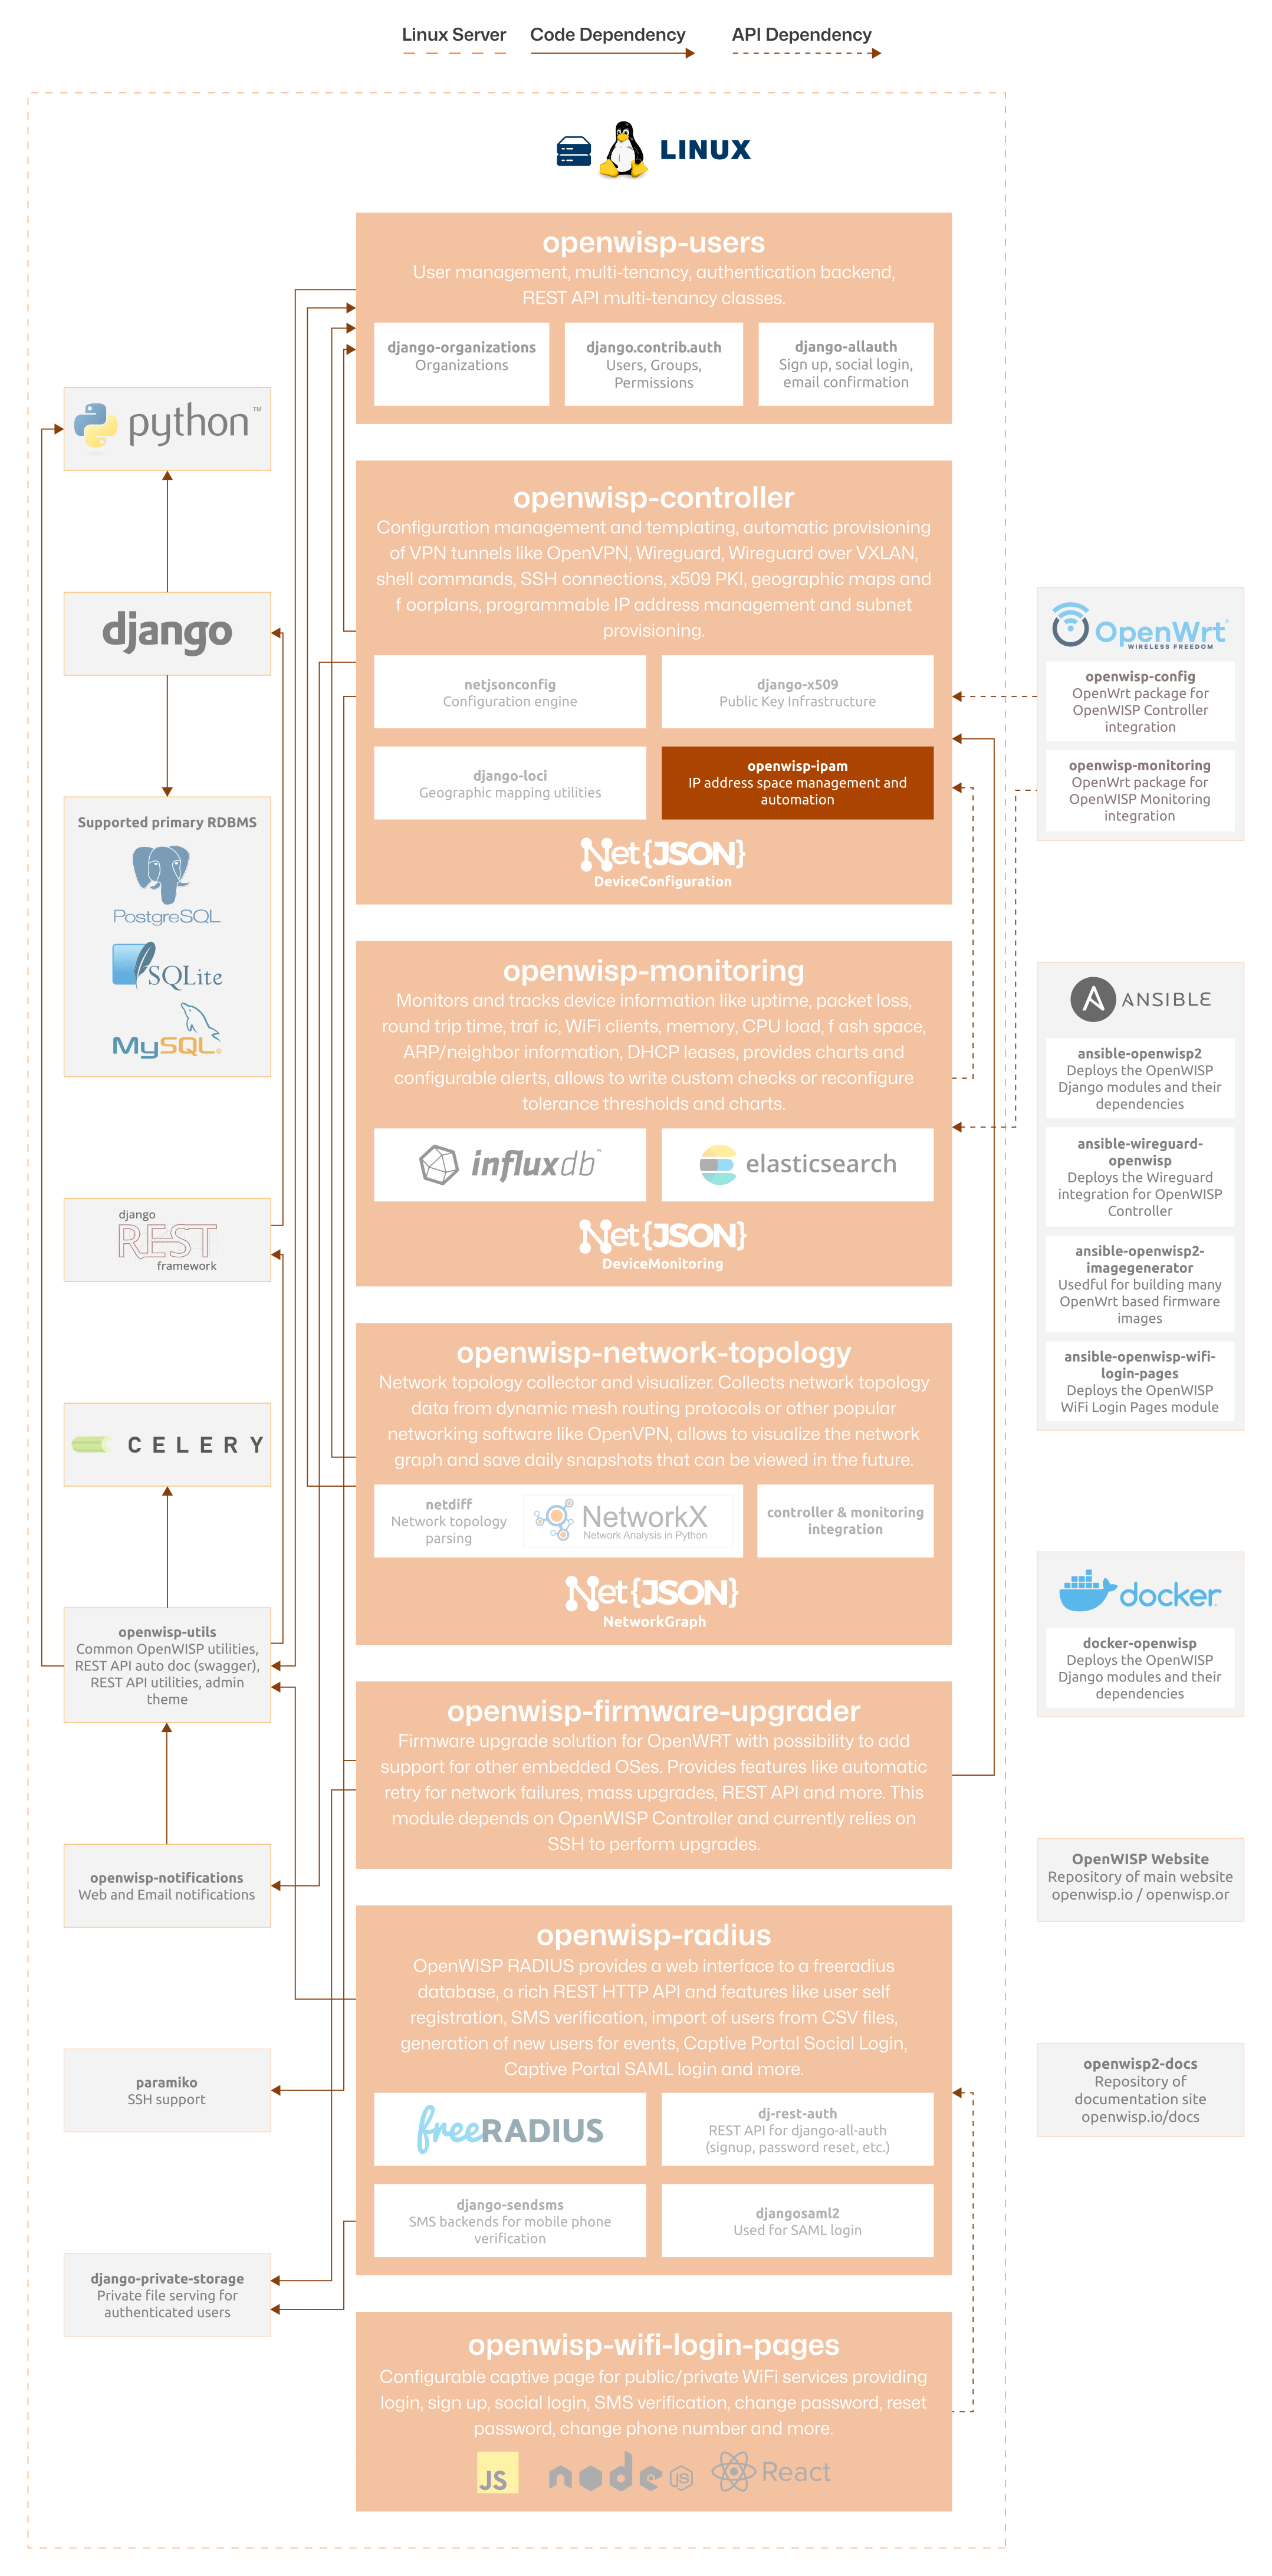 Linux Server
Code Dependency
API Dependency
LINUX
openwisp-users
User management, multi-tenancy, authentication backend,
REST API multi-tenancy classes.
django-organizations
Organizations
django.contrib.auth
Users, Groups,
Permissions
django-allauth
Sign up, social login,
email confirmation
python™
openwisp-controller
Configuration management and templating, automatic provisioning
of VPN tunnels like OpenVPN, Wireguard, Wireguard over VXLAN,
shell commands, SSH connections, x509 PKI, geographic maps and
f oorplans, programmable IP address management and subnet
provisioning.
netjsonconfig
Configuration engine
django-x509
Public Key Infrastructure
django-loci
Geographic mapping utilities
openwisp-ipam
IP address space management and
automation
Net{JSON}
DeviceConfiguration
django
OpenWrt
WIRELESS FREEDOM
openwisp-config
OpenWrt package for
OpenWISP Controller
integration
openwisp-monitoring
OpenWrt package for
OpenWISP Monitoring
integration
Supported primary RDBMS
PostgreSQL
SQLite
MySQL®
openwisp-monitoring
Monitors and tracks device information like uptime, packet loss,
round trip time, traf ic, WiFi clients, memory, CPU load, f ash space,
ARP/neighbor information, DHCP leases, provides charts and
configurable alerts, allows to write custom checks or reconfigure
tolerance thresholds and charts.
influxdb™
elasticsearch
Net{JSON}
DeviceMonitoring
ANSIBLE
ansible-openwisp2
Deploys the OpenWISP
Django modules and their
dependencies
ansible-wireguard-
openwisp
Deploys the Wireguard
integration for OpenWISP
Controller
ansible-openwisp2-
imagegenerator
Usedful for building many
OpenWrt based firmware
images
ansible-openwisp-wifi-
login-pages
Deploys the OpenWISP
WiFi Login Pages module
django
REST
framework
CELERY
openwisp-network-topology
Network topology collector and visualizer. Collects network topology
data from dynamic mesh routing protocols or other popular
networking software like OpenVPN, allows to visualize the network
graph and save daily snapshots that can be viewed in the future.
netdiff
Network topology
parsing
NetworkX
Network Analysis in Python
controller & monitoring
integration
Net{JSON}
NetworkGraph
docker
docker-openwisp
Deploys the OpenWISP
Django modules and their
dependencies
openwisp-utils
Common OpenWISP utilities,
REST API auto doc (swagger),
REST API utilities, admin
theme
openwisp-firmware-upgrader
Firmware upgrade solution for OpenWRT with possibility to add
support for other embedded OSes. Provides features like automatic
retry for network failures, mass upgrades, REST API and more. This
module depends on OpenWISP Controller and currently relies on
SSH to perform upgrades.
openwisp-notifications
Web and Email notifications
OpenWISP Website
Repository of main website
openwisp.io / openwisp.or
openwisp-radius
OpenWISP RADIUS provides a web interface to a freeradius
database, a rich REST HTTP API and features like user self
registration, SMS verification, import of users from CSV files,
generation of new users for events, Captive Portal Social Login,
Captive Portal SAML login and more.
freeRADIUS
dj-rest-auth
REST API for django-all-auth
(signup, password reset, etc.)
django-sendsms
SMS backends for mobile phone
verification
djangosaml2
Used for SAML login
paramiko
SSH support
openwisp2-docs
Repository of
documentation site
openwisp.io/docs
django-private-storage
Private file serving for
authenticated users
openwisp-wifi-login-pages
Configurable captive page for public/private WiFi services providing
login, sign up, social login, SMS verification, change password, reset
password, change phone number and more.
JS
node JS
React